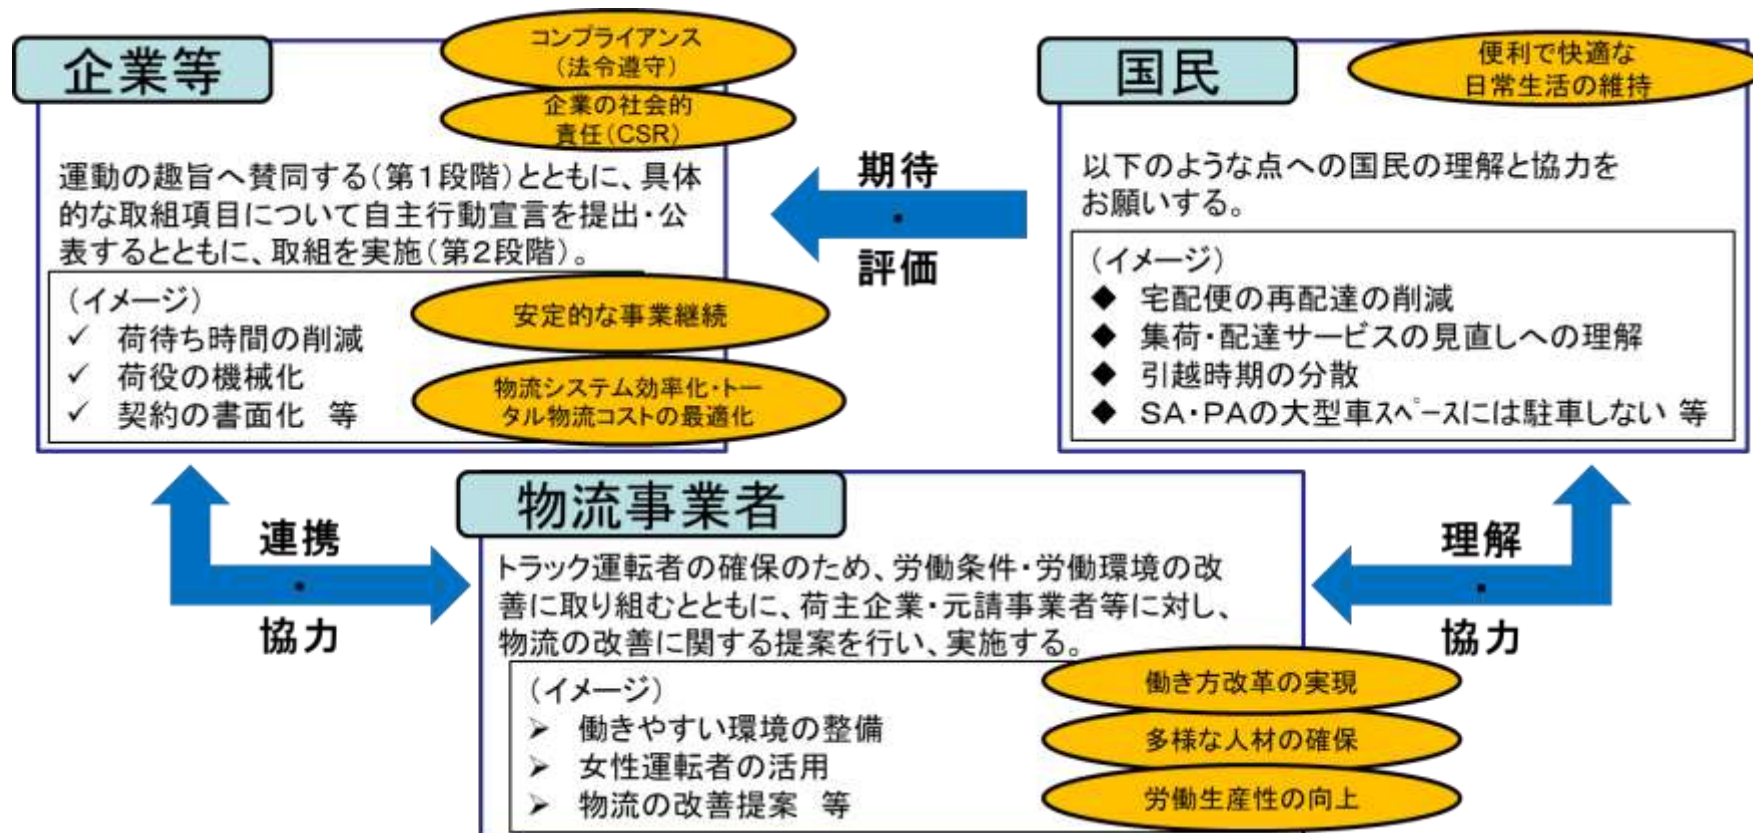 企業等
コンプライアンス
(法令遵守)
企業の社会的
責任(CSR)
運動の趣旨へ賛同する(第1段階)とともに、具体
的な取組項目について自主行動宣言を提出・公
表するとともに、取組を実施(第2段階)。
(イメージ)
✓ 荷待ち時間の削減
✓ 荷役の機械化
✓ 契約の書面化 等
安定的な事業継続
物流システム効率化・トー
タル物流コストの最適化
期待
・
評価
国民
便利で快適な
日常生活の維持
以下のような点への国民の理解と協力を
お願いする。
(イメージ)
◆ 宅配便の再配達の削減
◆ 集荷・配達サービスの見直しへの理解
◆ 引越時期の分散
◆ SA・PAの大型車スペースには駐車しない 等
連携
・
協力
物流事業者
トラック運転者の確保のため、労働条件・労働環境の改
善に取り組むとともに、荷主企業・元請事業者等に対し、
物流の改善に関する提案を行い、実施する。
(イメージ)
➢ 働きやすい環境の整備
➢ 女性運転者の活用
➢ 物流の改善提案 等
働き方改革の実現
多様な人材の確保
労働生産性の向上
理解
・
協力